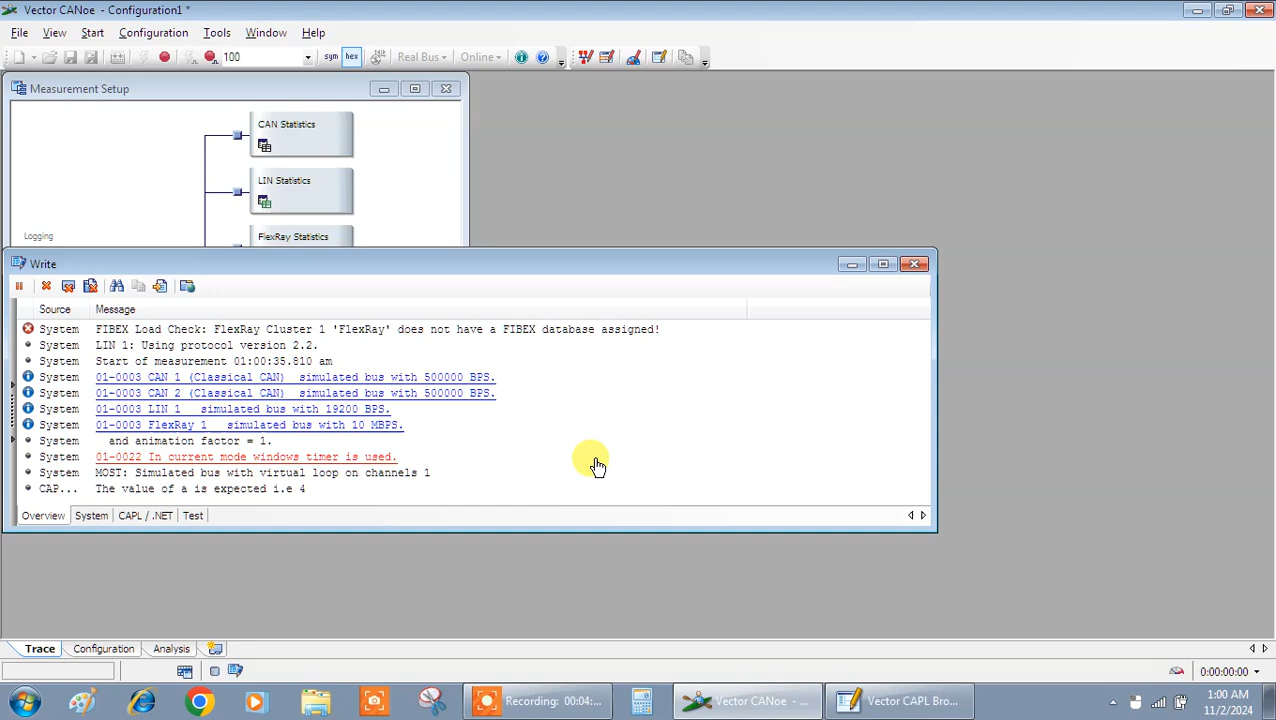 Vector CANoe - Configuration1 *
File View Start Configuration Tools Window Help
100 sym hex Real Bus Online
Measurement Setup
CAN Statistics
LIN Statistics
Logging
FlexRay Statistics
Write
Source Message
System FIBEX Load Check: FlexRay Cluster 1 'FlexRay' does not have a FIBEX database assigned!
System LIN 1: Using protocol version 2.2.
System Start of measurement 01:00:35.810 am
System 01-0003 CAN 1 (Classical CAN) simulated bus with 500000 BPS.
System 01-0003 CAN 2 (Classical CAN) simulated bus with 500000 BPS.
System 01-0003 LIN 1 simulated bus with 19200 BPS.
System 01-0003 FlexRay 1 simulated bus with 10 MBPS.
System and animation factor = 1.
System 01-0022 In current mode windows timer is used.
System MOST: Simulated bus with virtual loop on channels 1
CAP... The value of a is expected i.e 4
Overview System CAPL / .NET Test
Trace Configuration Analysis
0:00:00:00
Recording: 00:04:... Vector CANoe - ... Vector CAPL Bro...
1:00 AM
11/2/2024